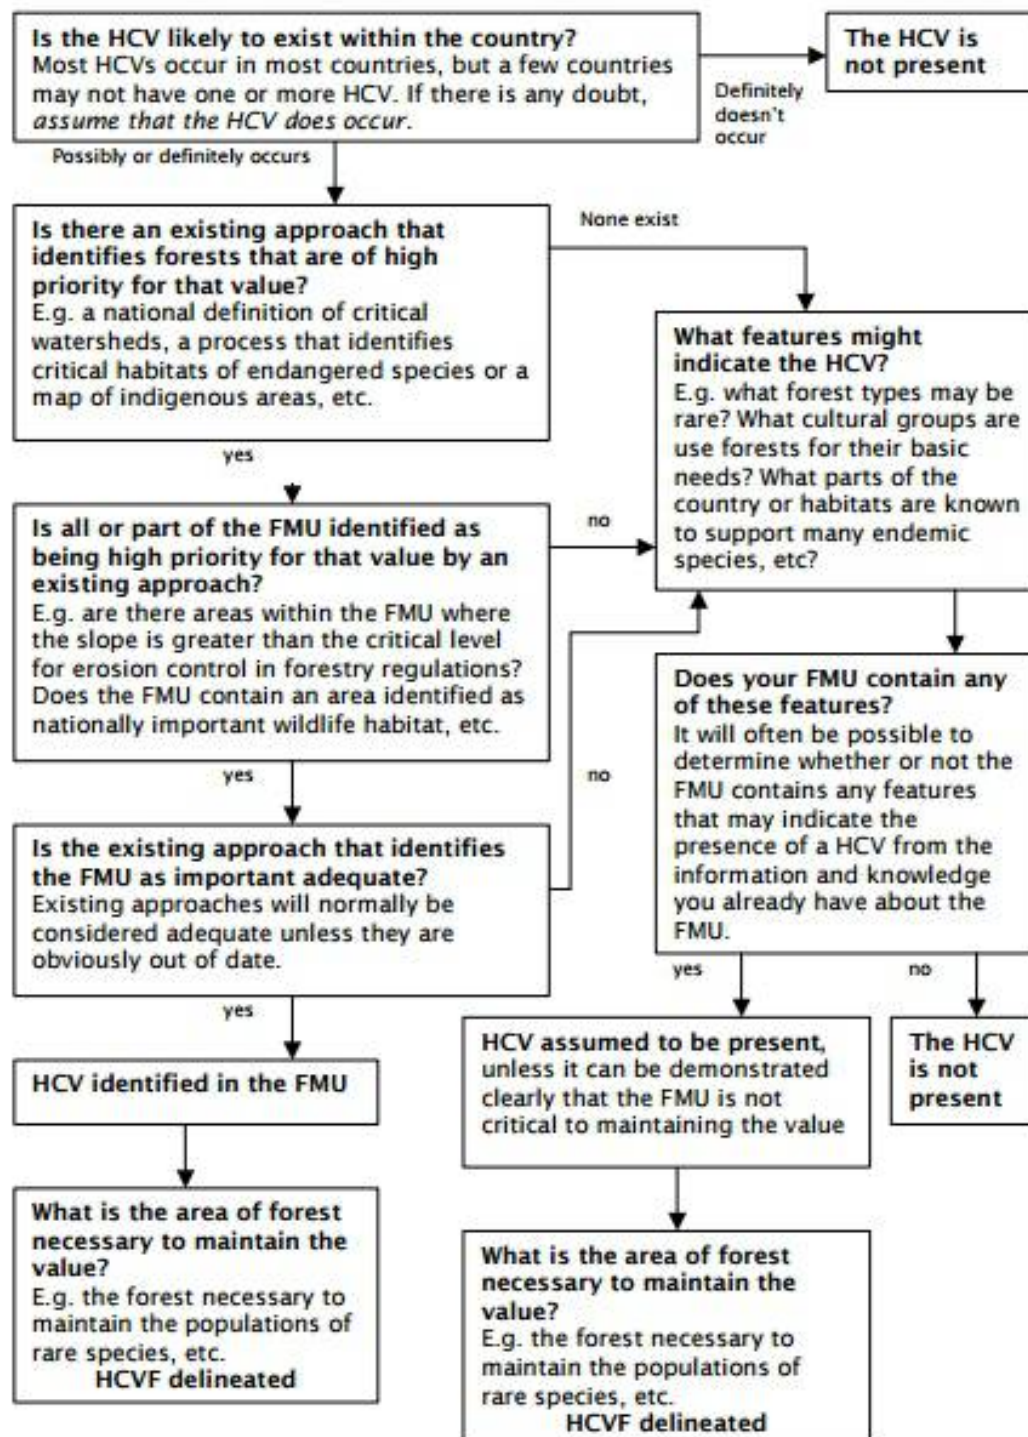 Is the HCV likely to exist within the country?
Most HCVs occur in most countries, but a few countries
may not have one or more HCV. If there is any doubt,
assume that the HCV does occur.
The HCV is
not present
Definitely
doesn't
occur
Possibly or definitely occurs
Is there an existing approach that
identifies forests that are of high
priority for that value?
E.g. a national definition of critical
watersheds, a process that identifies
critical habitats of endangered species or a
map of indigenous areas, etc.
None exist
What features might
indicate the HCV?
E.g. what forest types may be
rare? What cultural groups are
use forests for their basic
needs? What parts of the
country or habitats are known
to support many endemic
species, etc?
yes
Is all or part of the FMU identified as
being high priority for that value by an
existing approach?
E.g. are there areas within the FMU where
the slope is greater than the critical level
for erosion control in forestry regulations?
Does the FMU contain an area identified as
nationally important wildlife habitat, etc.
no
Does your FMU contain any
of these features?
It will often be possible to
determine whether or not the
FMU contains any features
that may indicate the
presence of a HCV from the
information and knowledge
you already have about the
FMU.
yes
no
Is the existing approach that identifies
the FMU as important adequate?
Existing approaches will normally be
considered adequate unless they are
obviously out of date.
yes
no
yes
HCV identified in the FMU
HCV assumed to be present,
unless it can be demonstrated
clearly that the FMU is not
critical to maintaining the value
The HCV
is not
present
What is the area of forest
necessary to maintain the
value?
E.g. the forest necessary to
maintain the populations of
rare species, etc.
HCVF delineated
What is the area of forest
necessary to maintain the
value?
E.g. the forest necessary to
maintain the populations of
rare species, etc.
HCVF delineated